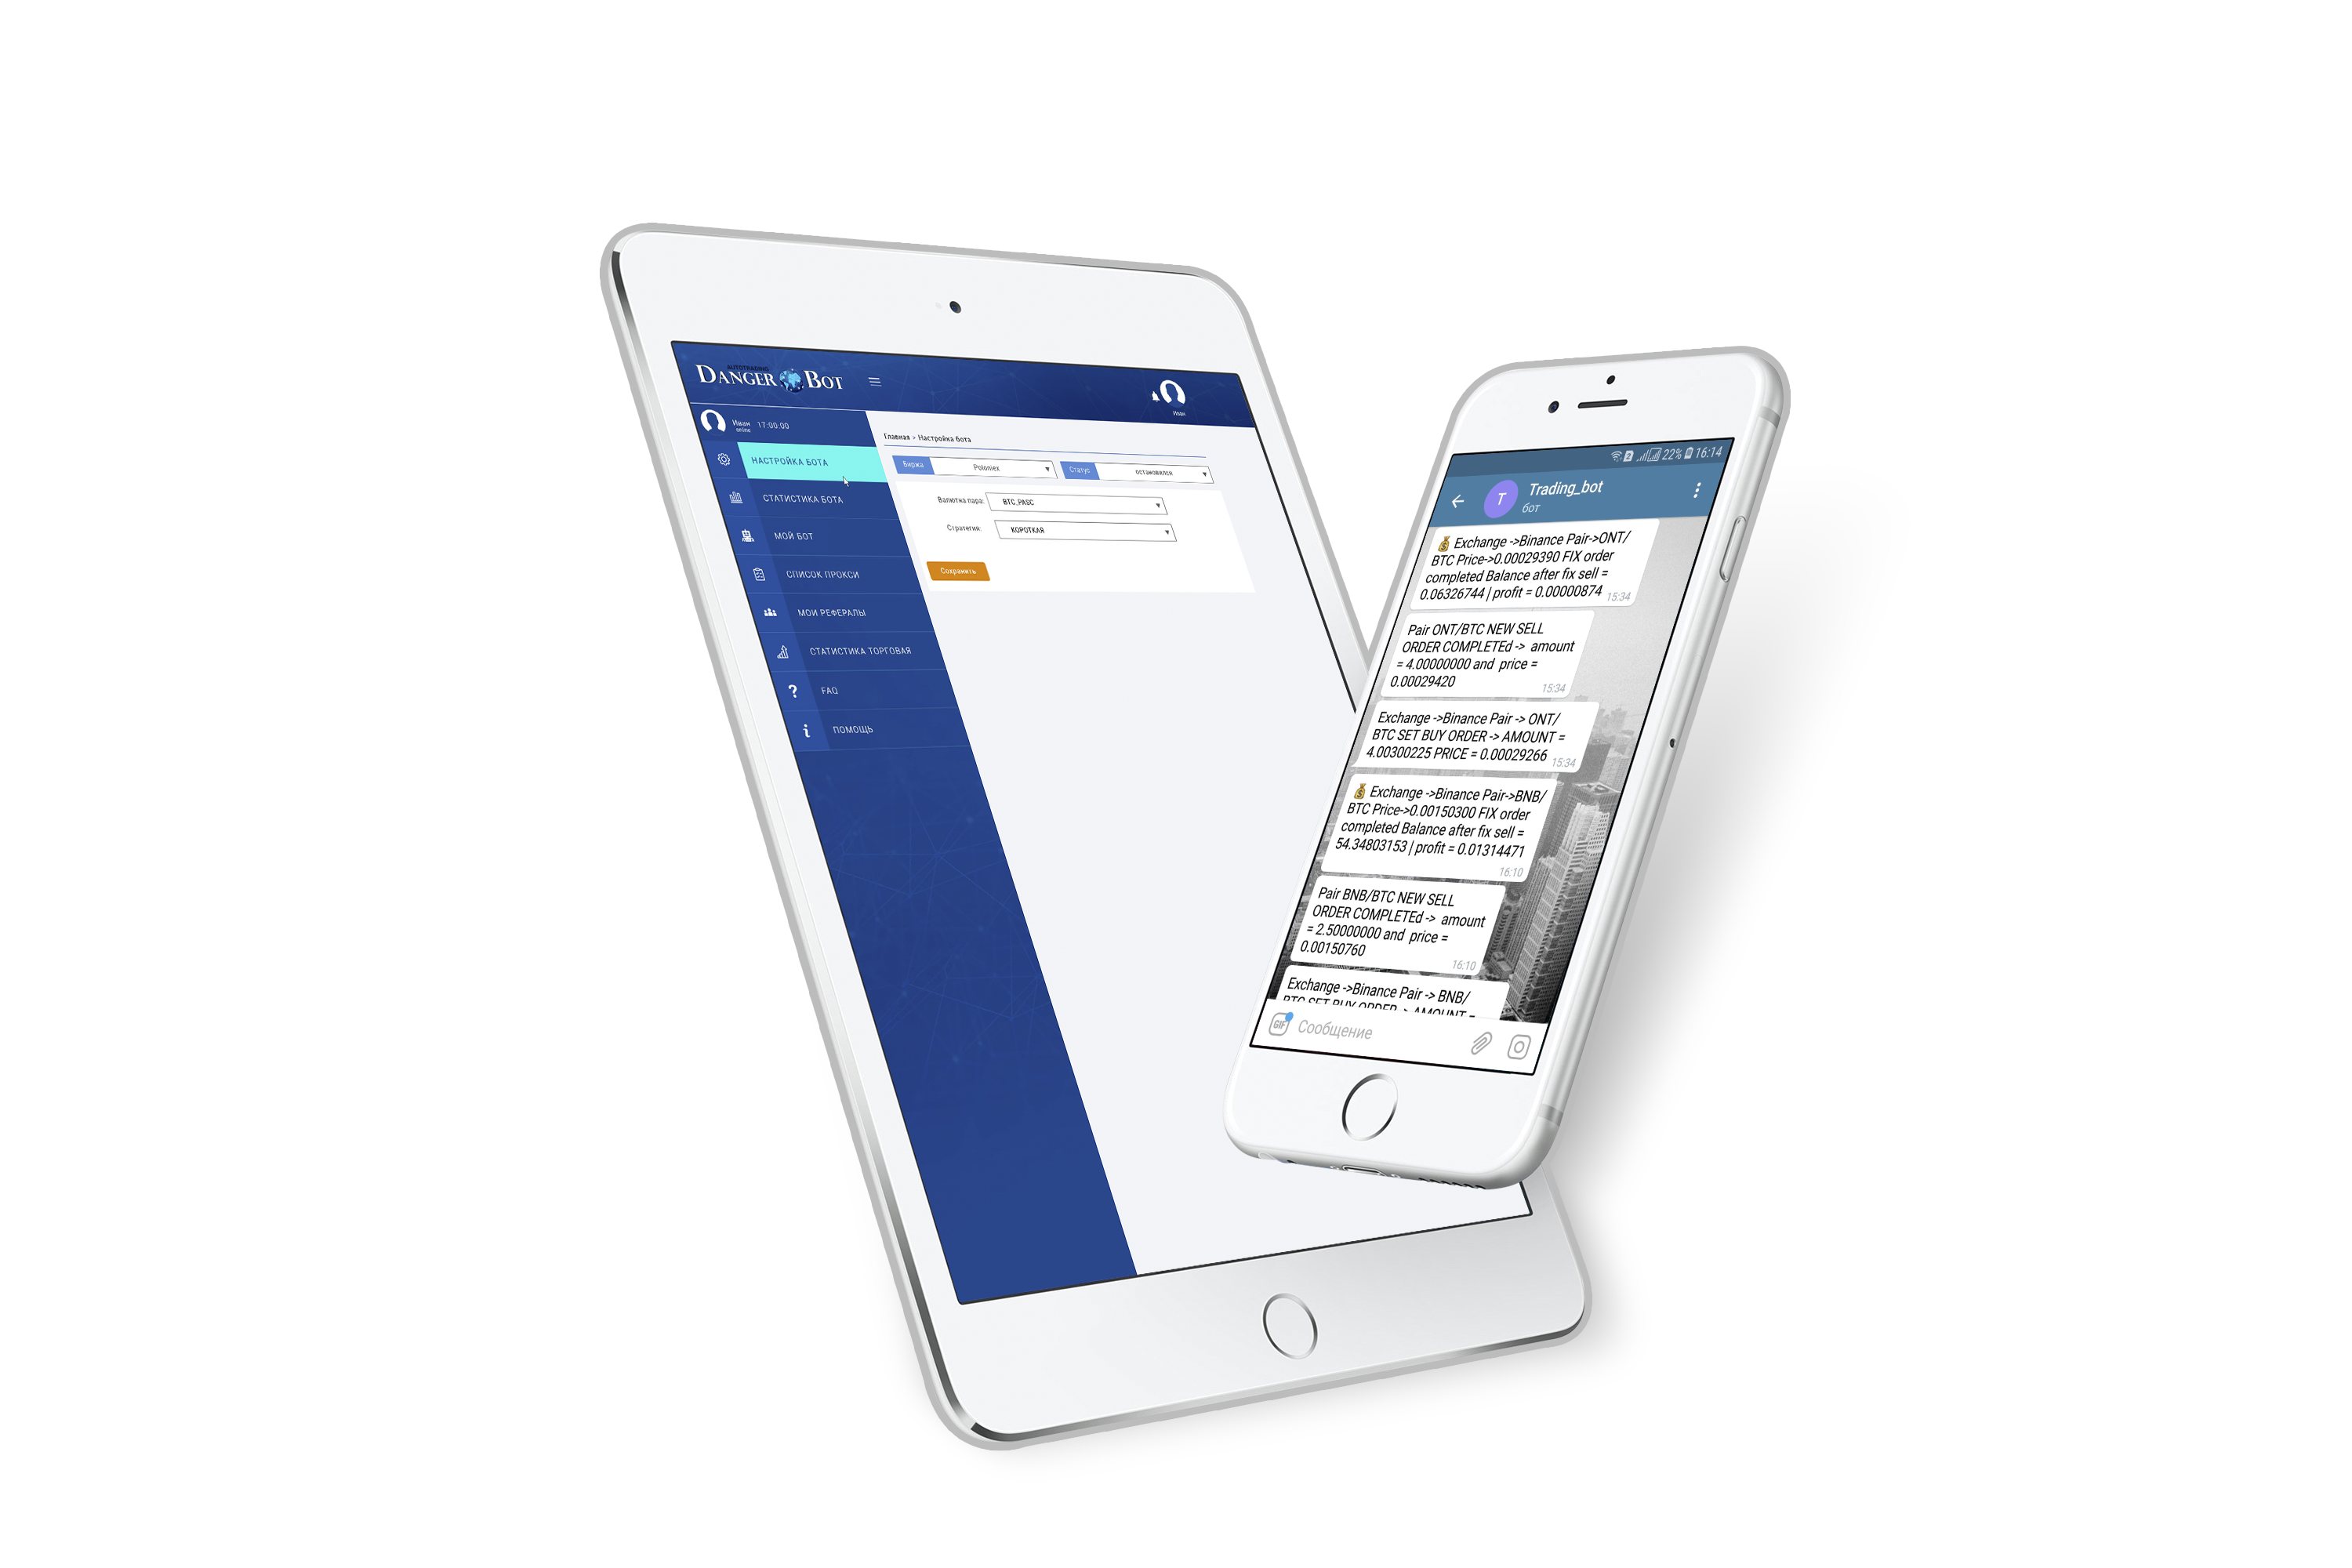 AUTOTRADING
DANGER BOT
Иван
Иван
online
17:00:00
НАСТРОЙКА БОТА
СТАТИСТИКА БОТА
МОЙ БОТ
СПИСОК ПРОКСИ
МОИ РЕФЕРАЛЫ
СТАТИСТИКА ТОРГОВАЯ
FAQ
ПОМОЩЬ
Главная > Настройка бота
Биржа
Poloniex
Статус
остановился
Валютна пара:
BTC_PASC
Стратегия:
КОРОТКАЯ
Сохранить
22% 16:14
T
Trading_bot
бот
Exchange ->Binance Pair->ONT/
BTC Price->0.00029390 FIX order
completed Balance after fix sell =
0.06326744 | profit = 0.00000874
15:34
Pair ONT/BTC NEW SELL
ORDER COMPLETEd -> amount
= 4.00000000 and price =
0.00029420
15:34
Exchange ->Binance Pair -> ONT/
BTC SET BUY ORDER -> AMOUNT =
4.00300225 PRICE = 0.00029266
15:34
Exchange ->Binance Pair->BNB/
BTC Price->0.00150300 FIX order
completed Balance after fix sell =
54.34803153 | profit = 0.01314471
16:10
Pair BNB/BTC NEW SELL
ORDER COMPLETEd -> amount
= 2.50000000 and price =
0.00150760
16:10
Exchange ->Binance Pair -> BNB/
BTC SET BUY ORDER -> AMOUNT =
GIF
Сообщение